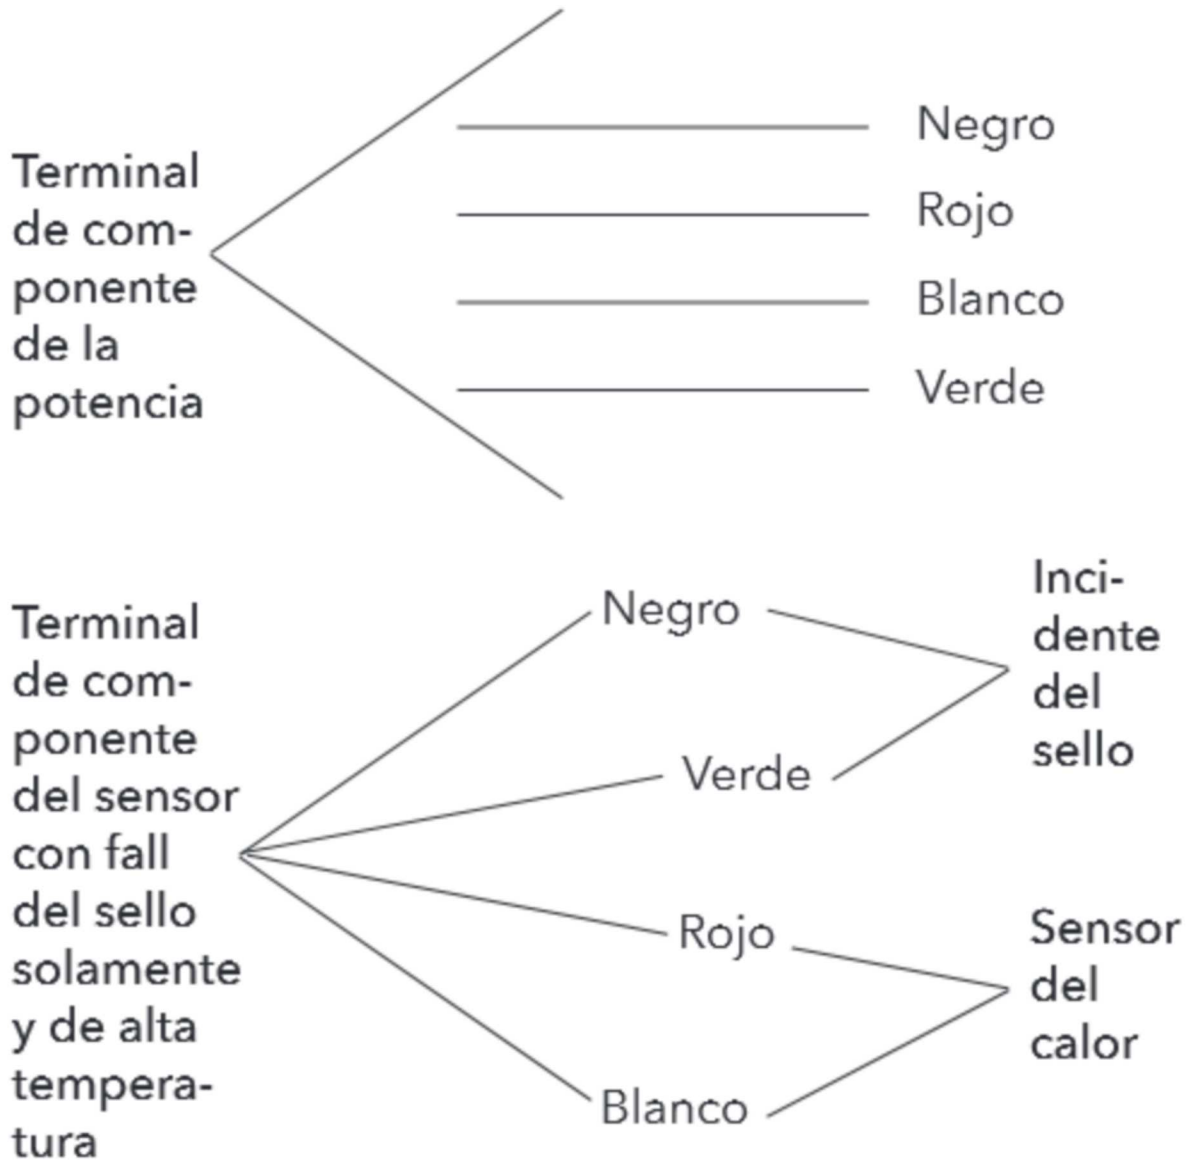 Terminal
de com-
ponente
de la
potencia
Negro
Rojo
Blanco
Verde
Terminal
de com-
ponente
del sensor
con fall
del sello
solamente
y de alta
tempera-
tura
Negro
Verde
Rojo
Blanco
Inci-
dente
del
sello
Sensor
del
calor